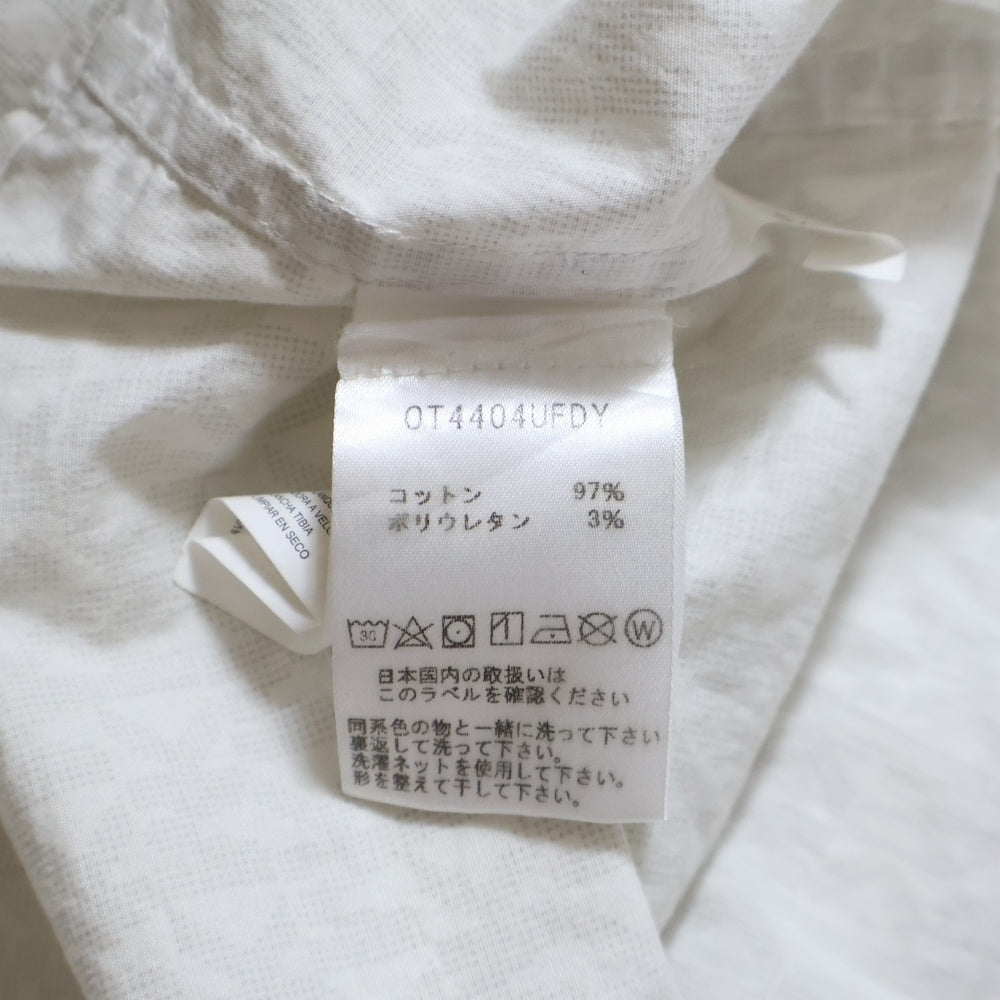 OT4404UFDY
コットン 97%
ポリウレタン 3%
30
W
日本国内の取扱いは
このラベルを確認ください
同系色の物と一緒に洗って下さい
裏返して洗って下さい。
洗濯ネットを使用して下さい。
形を整えて干して下さい。
A VELO
TIBIA
EN SECO